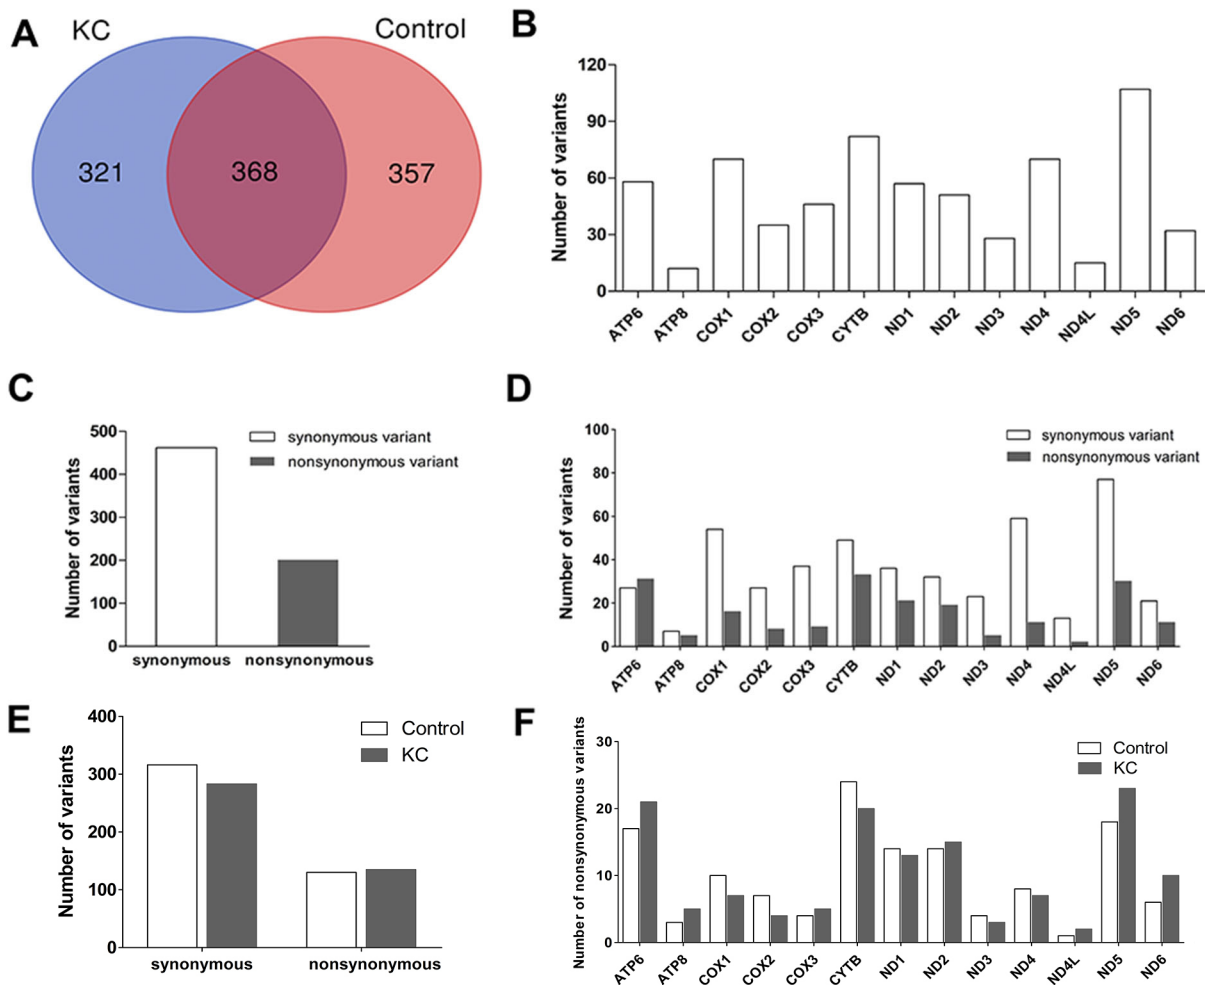 A
KC
Control
321
368
357
B
Number of variants
120
90
60
30
0
ATP6
ATP8
COX1
COX2
COX3
CYTB
ND1
ND2
ND3
ND4
ND4L
ND5
ND6
C
Number of variants
500
400
300
200
100
0
synonymous variant
nonsynonymous variant
synonymous
nonsynonymous
D
Number of variants
100
80
60
40
20
0
synonymous variant
nonsynonymous variant
ATP6
ATP8
COX1
COX2
COX3
CYTB
ND1
ND2
ND3
ND4
ND4L
ND5
ND6
E
Number of variants
400
300
200
100
0
Control
KC
synonymous
nonsynonymous
F
Number of nonsynonymous variants
30
20
10
0
Control
KC
ATP6
ATP8
COX1
COX2
COX3
CYTB
ND1
ND2
ND3
ND4
ND4L
ND5
ND6